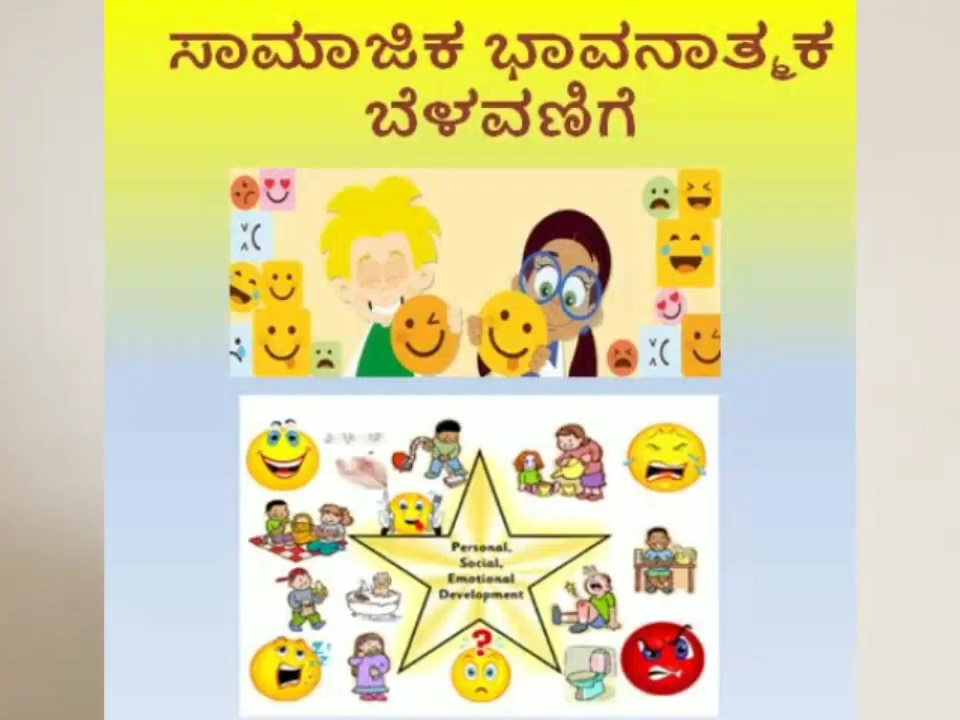 ಸಾಮಾಜಿಕ ಭಾವನಾತ್ಮಕ
ಬೆಳವಣಿಗೆ
Personal,
Social,
Emotional
Development
?